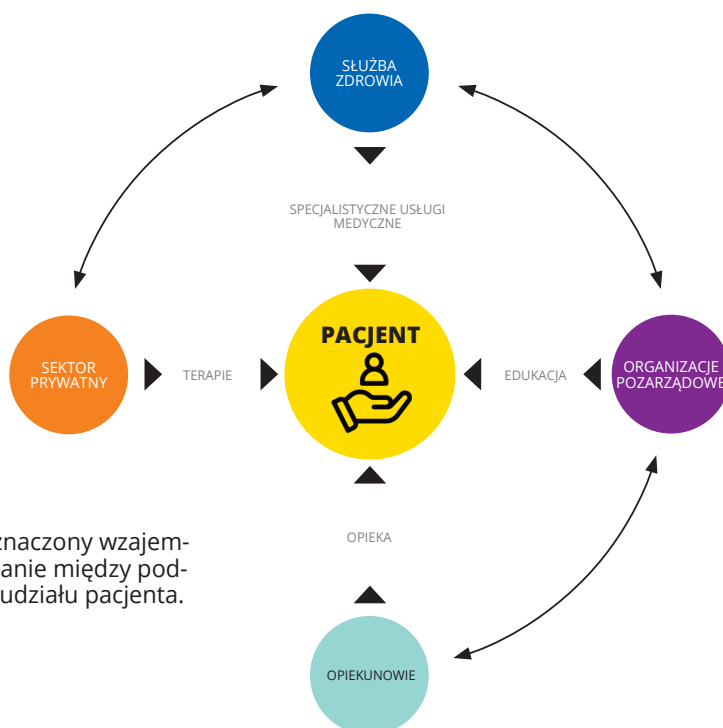 SŁUŻBA
ZDROWIA
SPECJALISTYCZNE USŁUGI
MEDYCZNE
PACJENT
SEKTOR
PRYWATNY
TERAPIE
EDUKACJA
ORGANIZACJE
POZARZĄDOWE
OPIEKA
znaczony wzajem-
anie między pod-
udziału pacjenta.
OPIEKUNOWIE